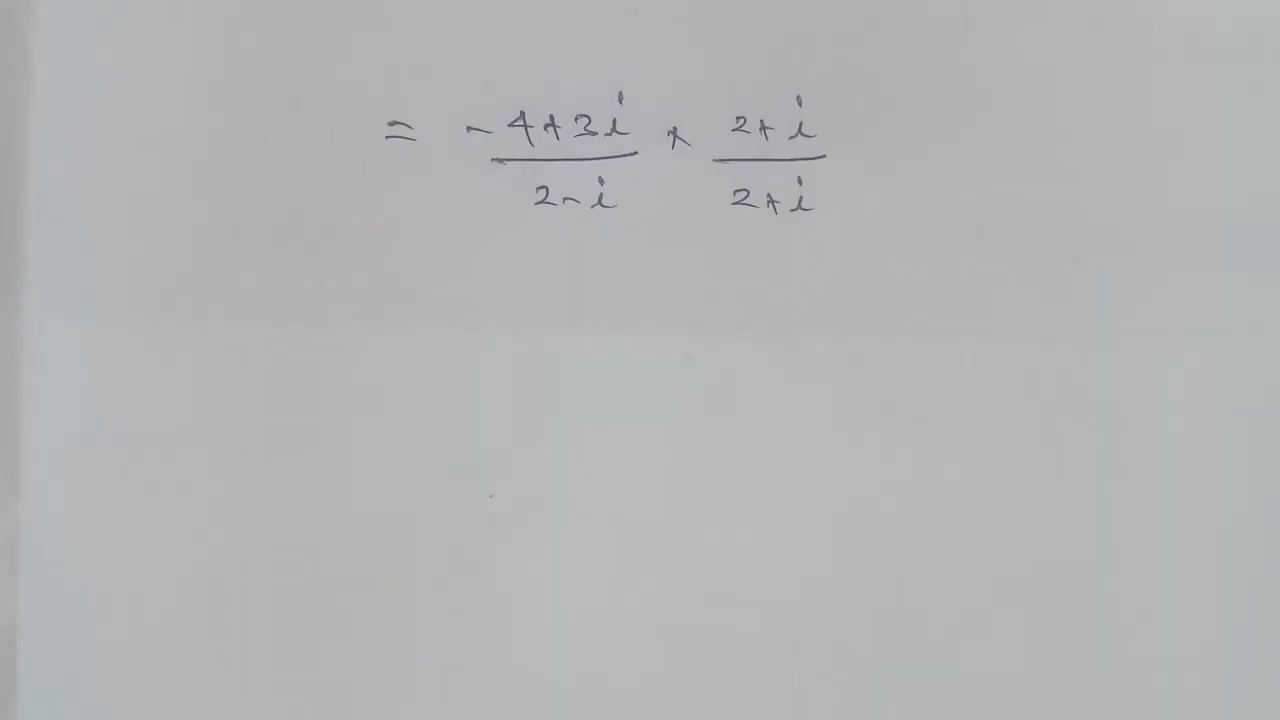 = -4+3i/2-i × 2+i/2+i